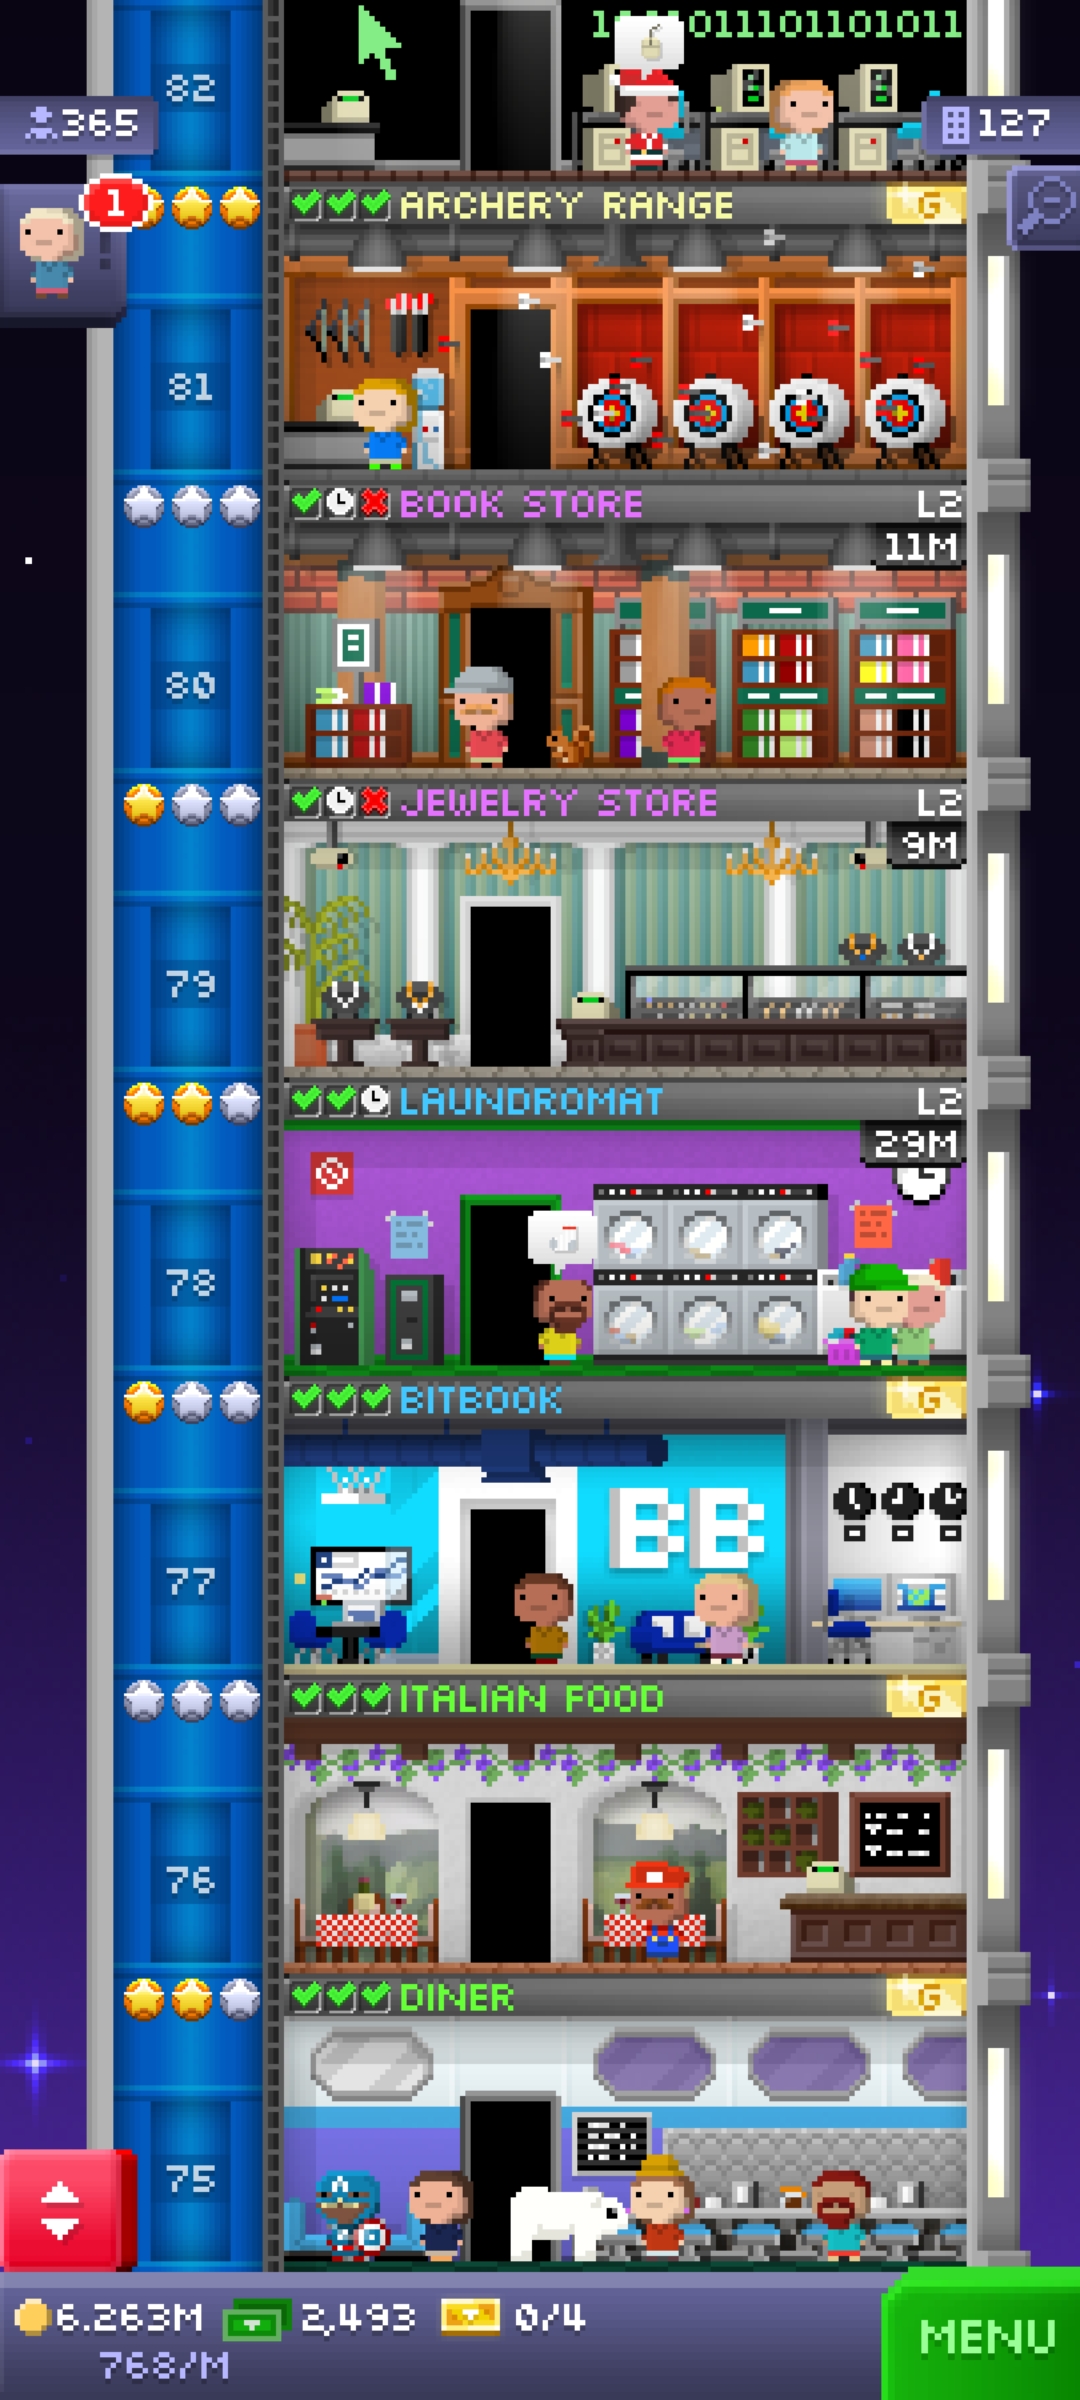 82
365
127
1
ARCHERY RANGE
G
81
BOOK STORE
L2
11M
80
JEWELRY STORE
L2
9M
79
LAUNDROMAT
L2
29M
78
BITBOOK
G
BB
77
ITALIAN FOOD
G
76
DINER
G
75
6.263M
2,493
0/4
768/M
MENU